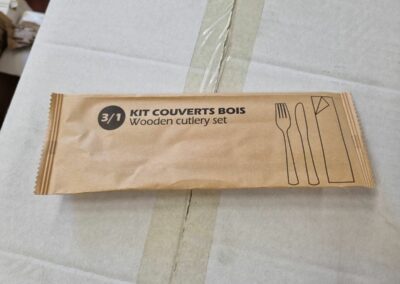 3/1
KIT COUVERTS BOIS
Wooden cutlery set